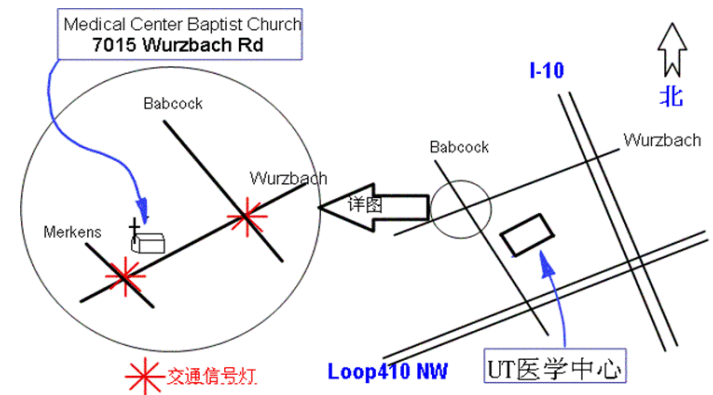 Medical Center Baptist Church
7015 Wurzbach Rd
I-10
北
Babcock
Wurzbach
Babcock
Wurzbach
详图
Merkens
交通信号灯
Loop410 NW
UT医学中心